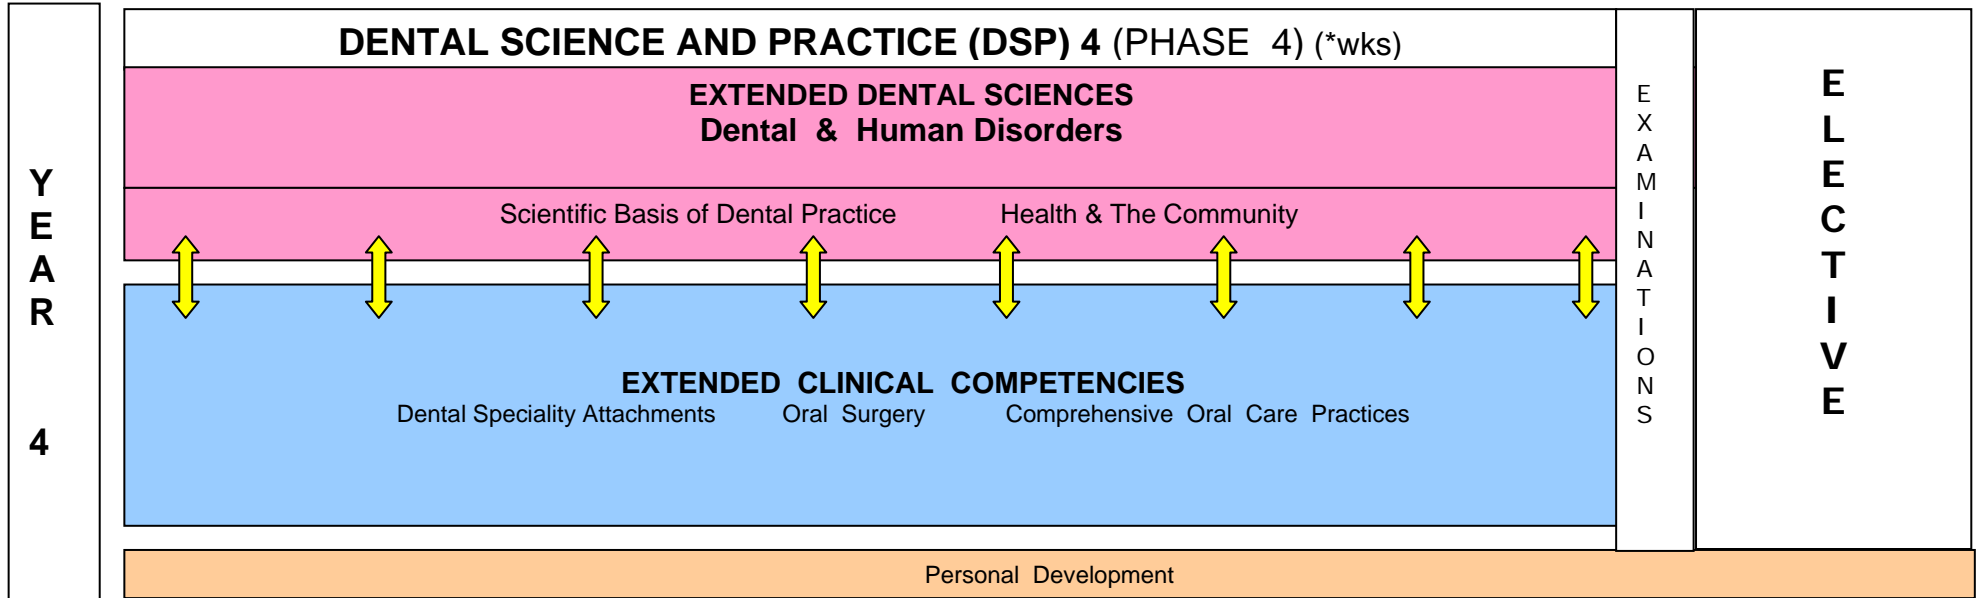 YEAR 4
DENTAL SCIENCE AND PRACTICE (DSP) 4 (PHASE 4) (*wks)
EXTENDED DENTAL SCIENCES
Dental & Human Disorders
Scientific Basis of Dental Practice Health & The Community
EXTENDED CLINICAL COMPETENCIES
Dental Speciality Attachments Oral Surgery Comprehensive Oral Care Practices
EXAMINATIONS
ELECTIVE
Personal Development